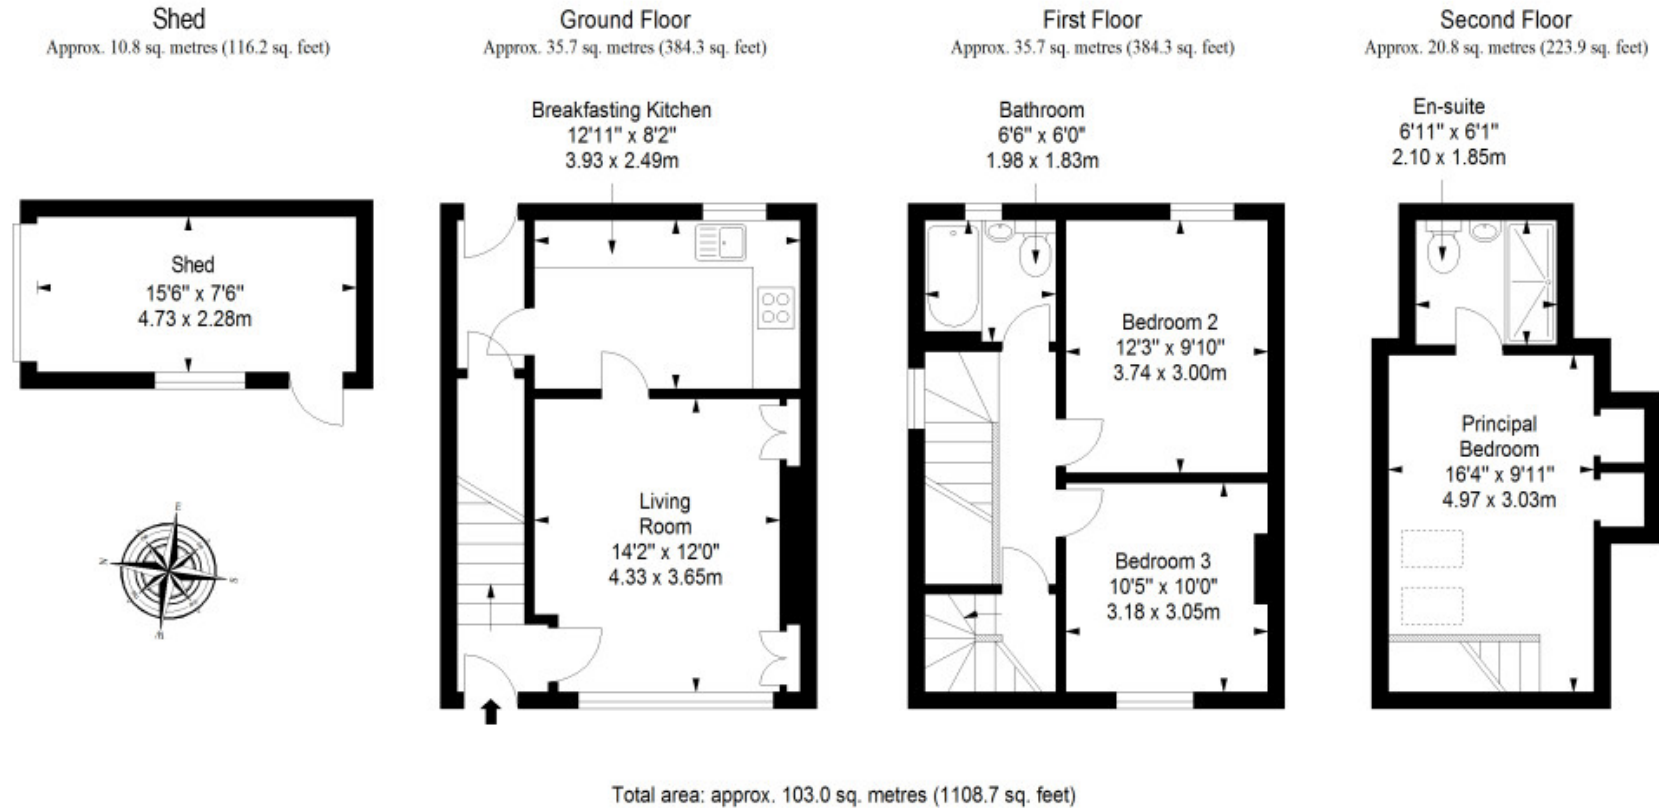 Shed
Approx. 10.8 sq. metres (116.2 sq. feet)
Ground Floor
Approx. 35.7 sq. metres (384.3 sq. feet)
First Floor
Approx. 35.7 sq. metres (384.3 sq. feet)
Second Floor
Approx. 20.8 sq. metres (223.9 sq. feet)
Breakfasting Kitchen
12'11" x 8'2"
3.93 x 2.49m
Bathroom
6'6" x 6'0"
1.98 x 1.83m
En-suite
6'11" x 6'1"
2.10 x 1.85m
Shed
15'6" x 7'6"
4.73 x 2.28m
Living
Room
14'2" x 12'0"
4.33 x 3.65m
Bedroom 2
12'3" x 9'10"
3.74 x 3.00m
Bedroom 3
10'5" x 10'0"
3.18 x 3.05m
Principal
Bedroom
16'4" x 9'11"
4.97 x 3.03m
E
N
S
W
Total area: approx. 103.0 sq. metres (1108.7 sq. feet)